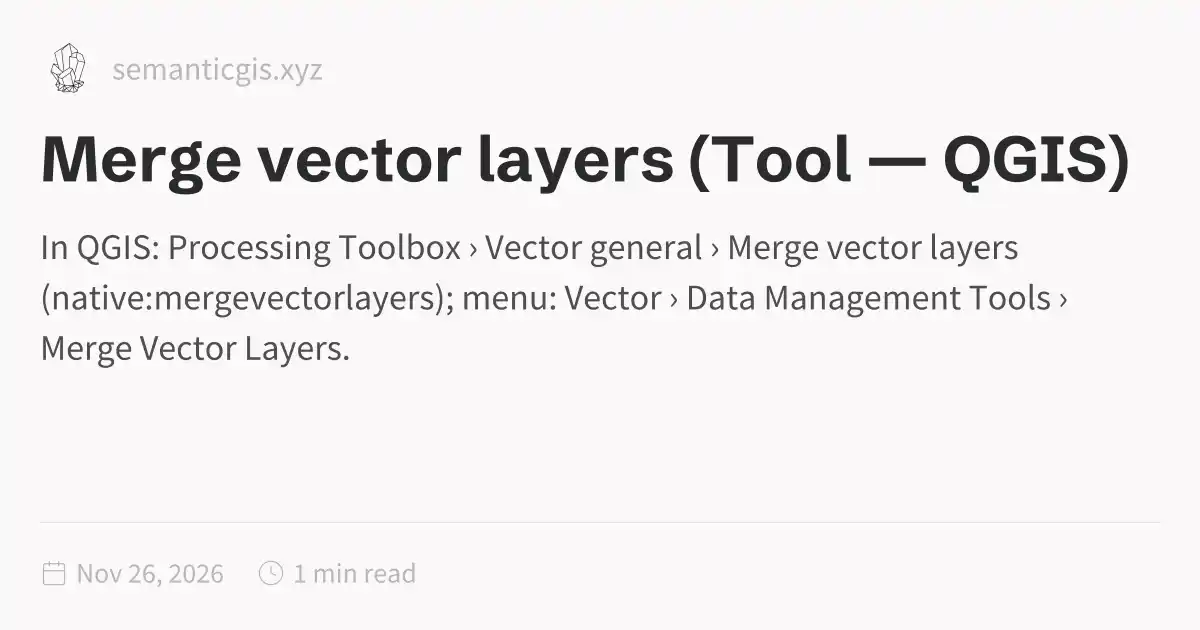 semanticgis.xyz
Merge vector layers (Tool — QGIS)
In QGIS: Processing Toolbox › Vector general › Merge vector layers
(native:mergevectorlayers); menu: Vector › Data Management Tools ›
Merge Vector Layers.
Nov 26, 2026 1 min read